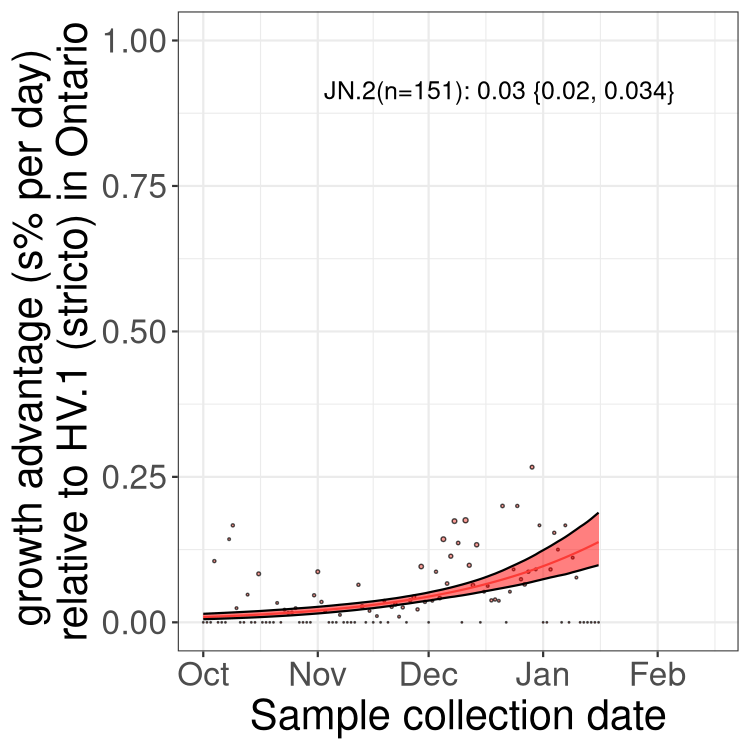 growth advantage (s% per day)
relative to HV.1 (stricto) in Ontario
1.00
0.75
0.50
0.25
0.00
JN.2(n=151): 0.03 {0.02, 0.034}
Oct Nov Dec Jan Feb
Sample collection date